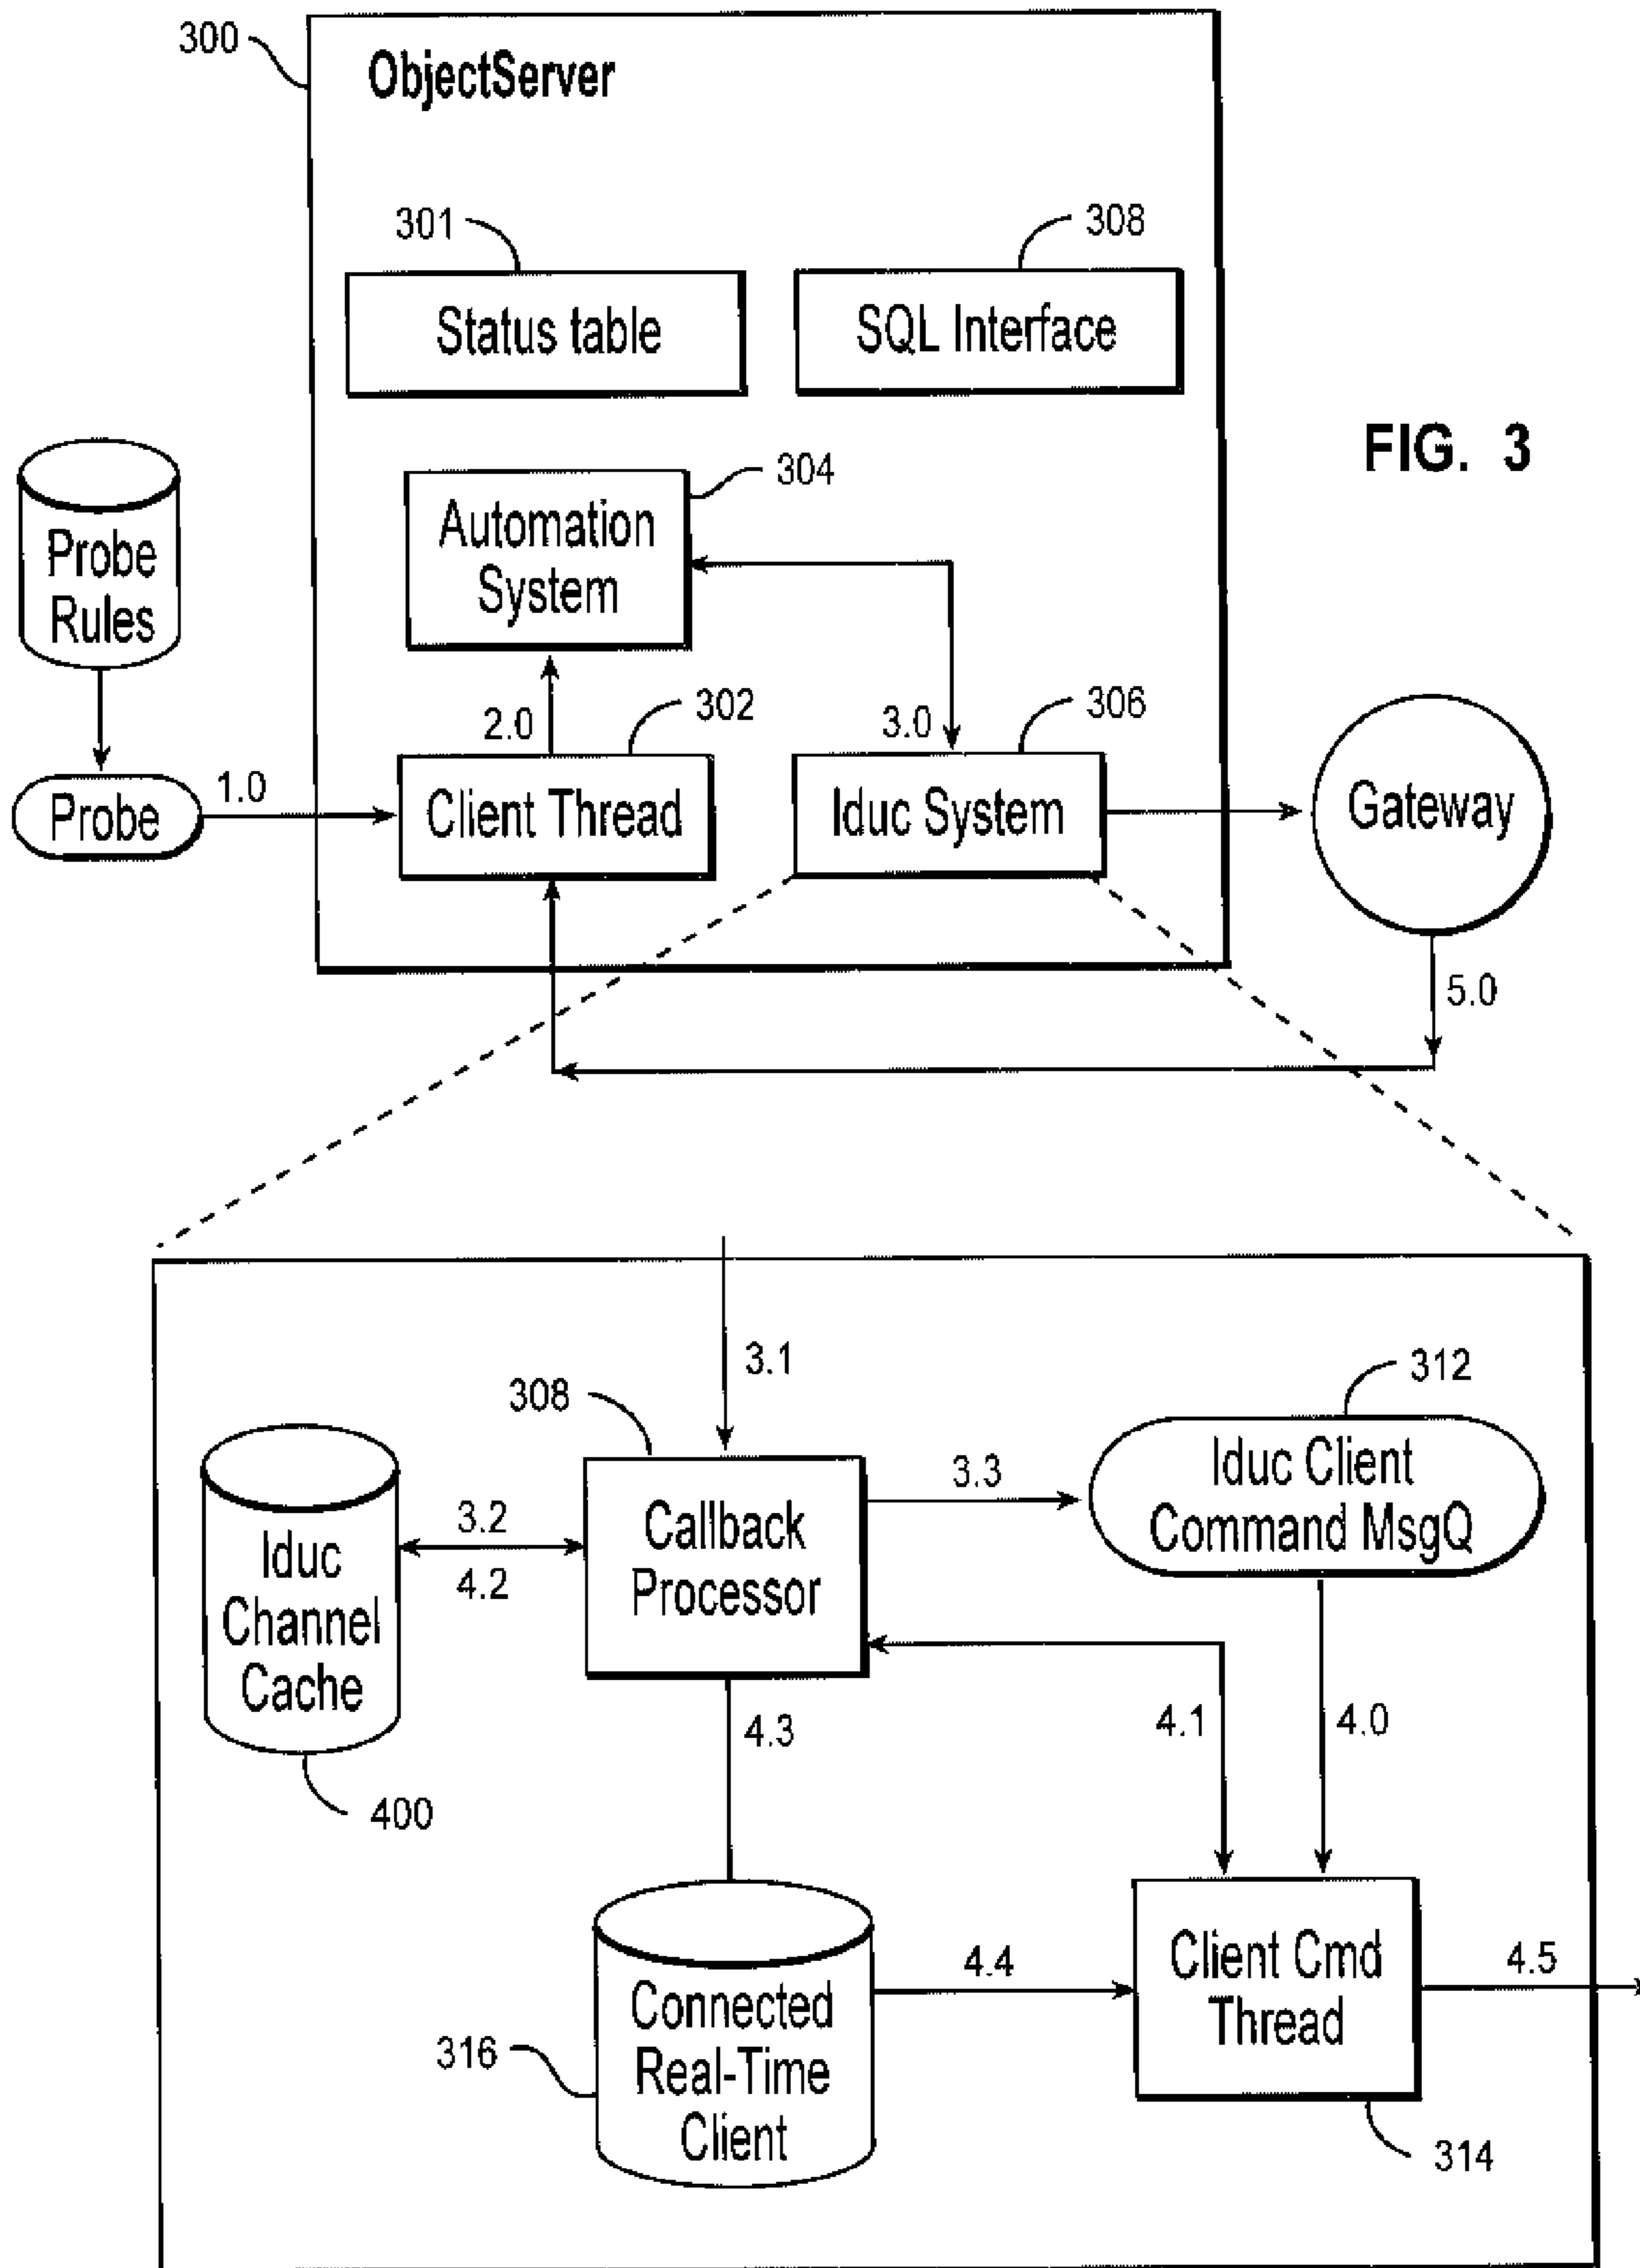 300
ObjectServer
301
308
Status table
SQL Interface
FIG. 3
304
Probe
Rules
Automation
System
2.0
302
3.0
306
Probe
1.0
Client Thread
Iduc System
Gateway
5.0
3.1
308
312
Iduc
Channel
Cache
3.2
4.2
Callback
Processor
3.3
Iduc Client
Command MsgQ
4.3
4.1
4.0
400
316
Connected
Real-Time
Client
4.4
Client Cmd
Thread
4.5
314